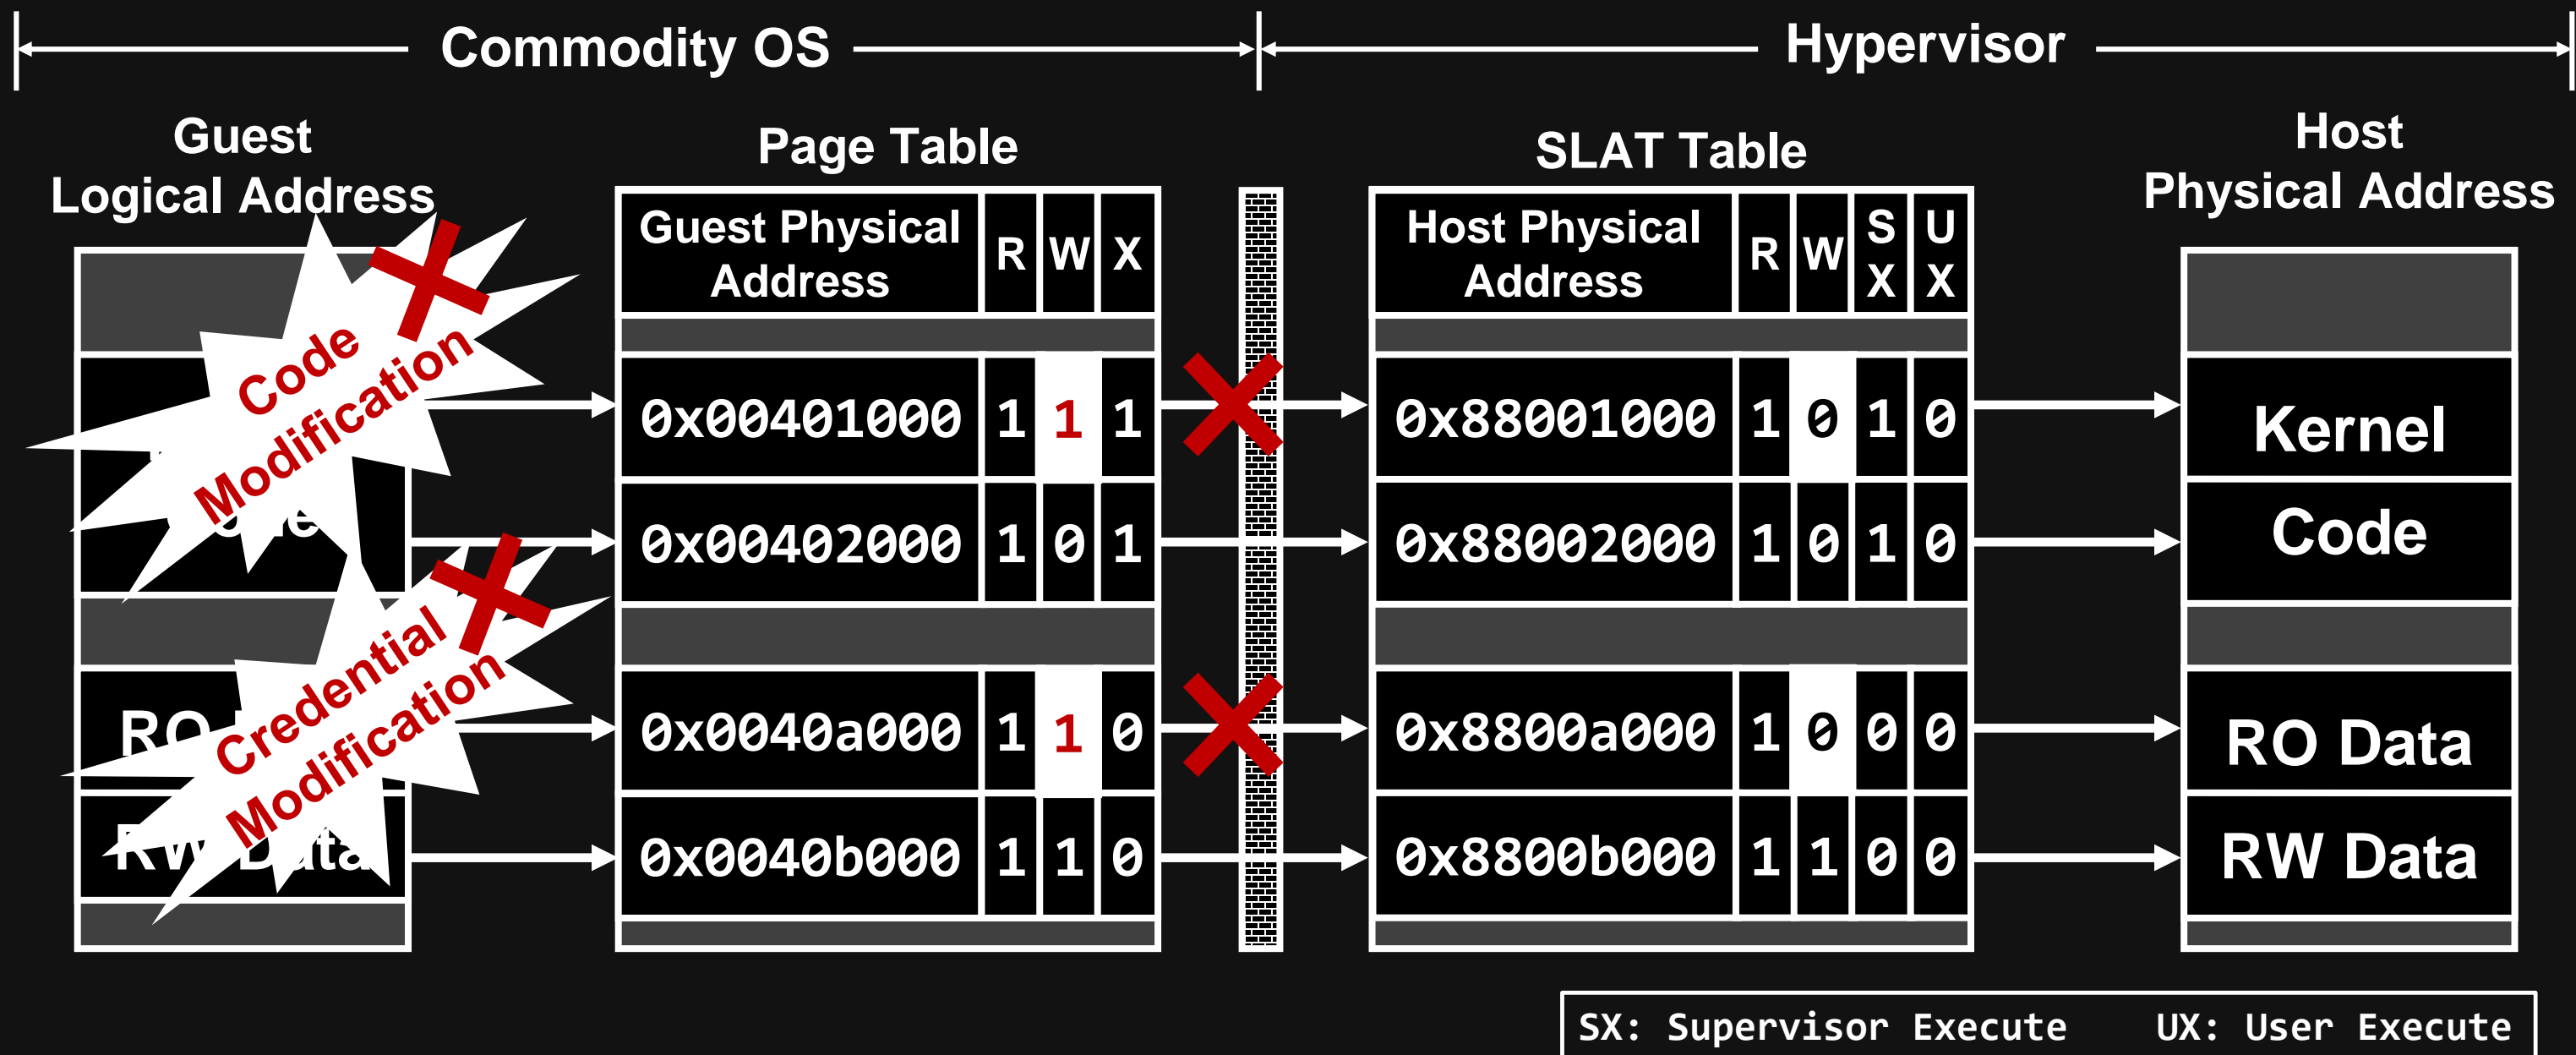 Commodity OS
Hypervisor
Guest
Logical Address
Page Table
SLAT Table
Host
Physical Address
Guest Physical
Address
R
W
X
Host Physical
Address
R
W
S
X
U
X
Code
Modification
0x00401000 1 1 1
0x88001000 1 0 1 0
Kernel
0x00402000 1 0 1
0x88002000 1 0 1 0
Code
Credential
Modification
RO
0x0040a000 1 1 0
0x8800a000 1 0 0 0
RO Data
RW Data
0x0040b000 1 1 0
0x8800b000 1 1 0 0
RW Data
SX: Supervisor Execute UX: User Execute